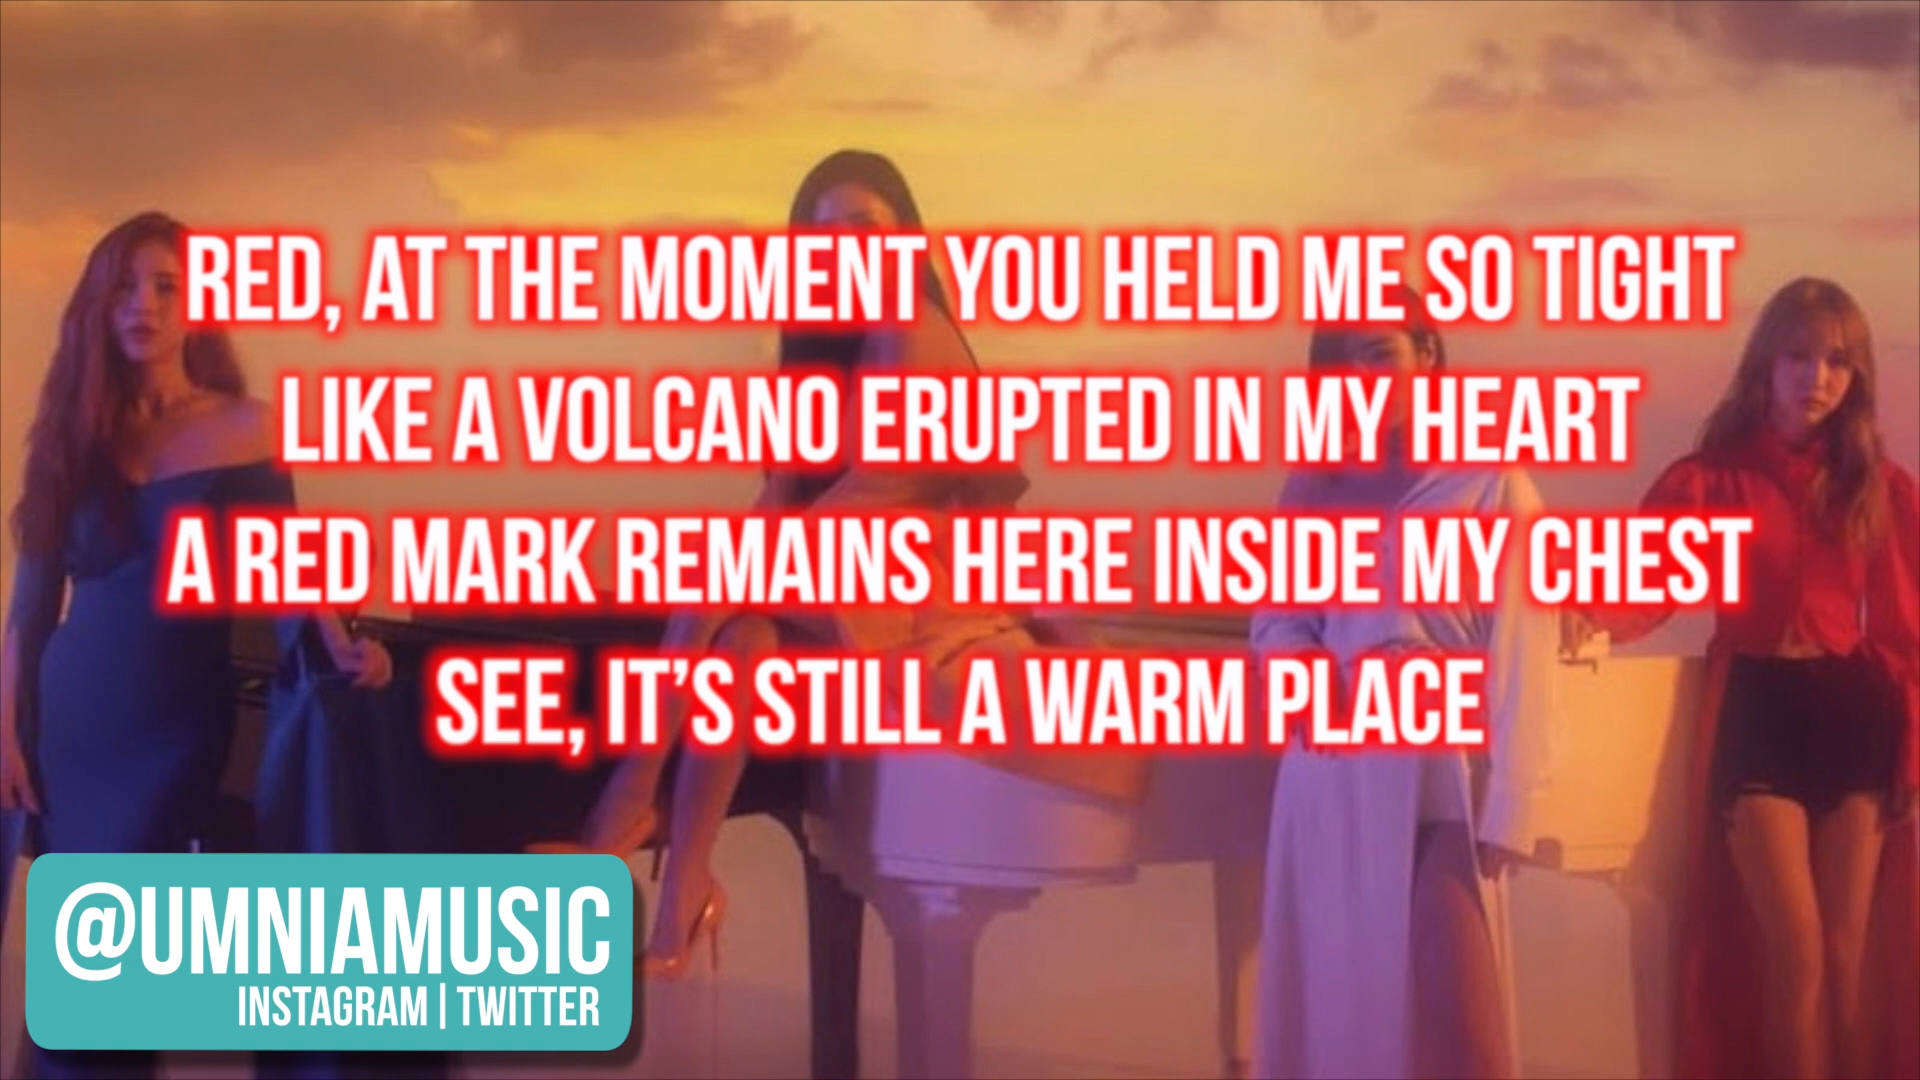 RED, AT THE MOMENT YOU HELD ME SO TIGHT
LIKE A VOLCANO ERUPTED IN MY HEART
A RED MARK REMAINS HERE INSIDE MY CHEST
SEE, IT'S STILL A WARM PLACE
@UMNIAMUSIC
INSTAGRAM | TWITTER